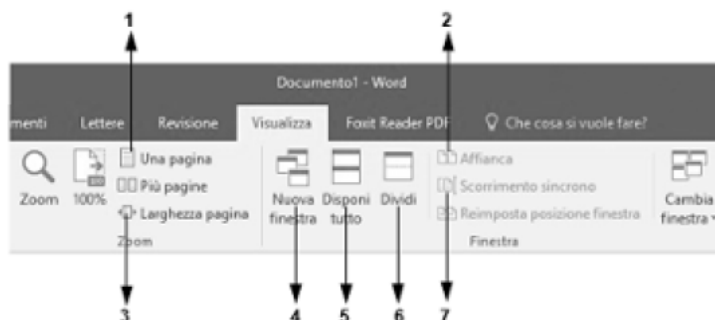 1 2
Documento1 - Word
menti Lettere Revisione Visualizza Foxit Reader PDF Che cosa si vuole fare?
Zoom 100% Una pagina
Più pagine
Larghezza pagina
Zoom
Nuova finestra
Disponi tutto
Dividi
Affianca
Scorrimento sincrono
Reimposta posizione finestra
Finestra
Cambia finestra
3 4 5 6 7